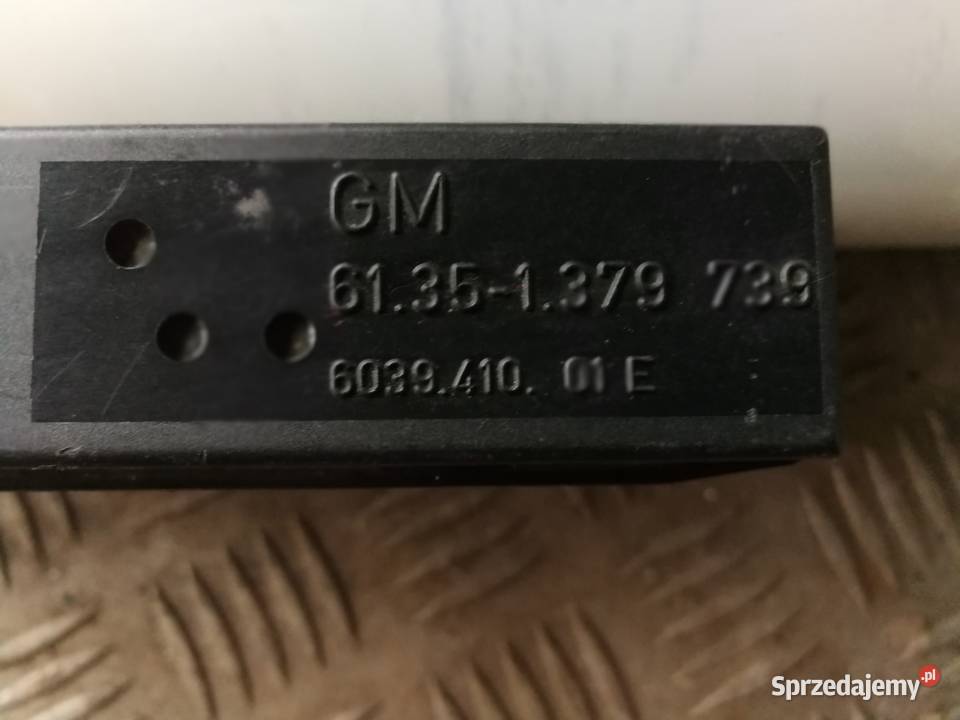 GM
61.35-1.379 739
6039.410. 01 E
Sprzedajemy.pl